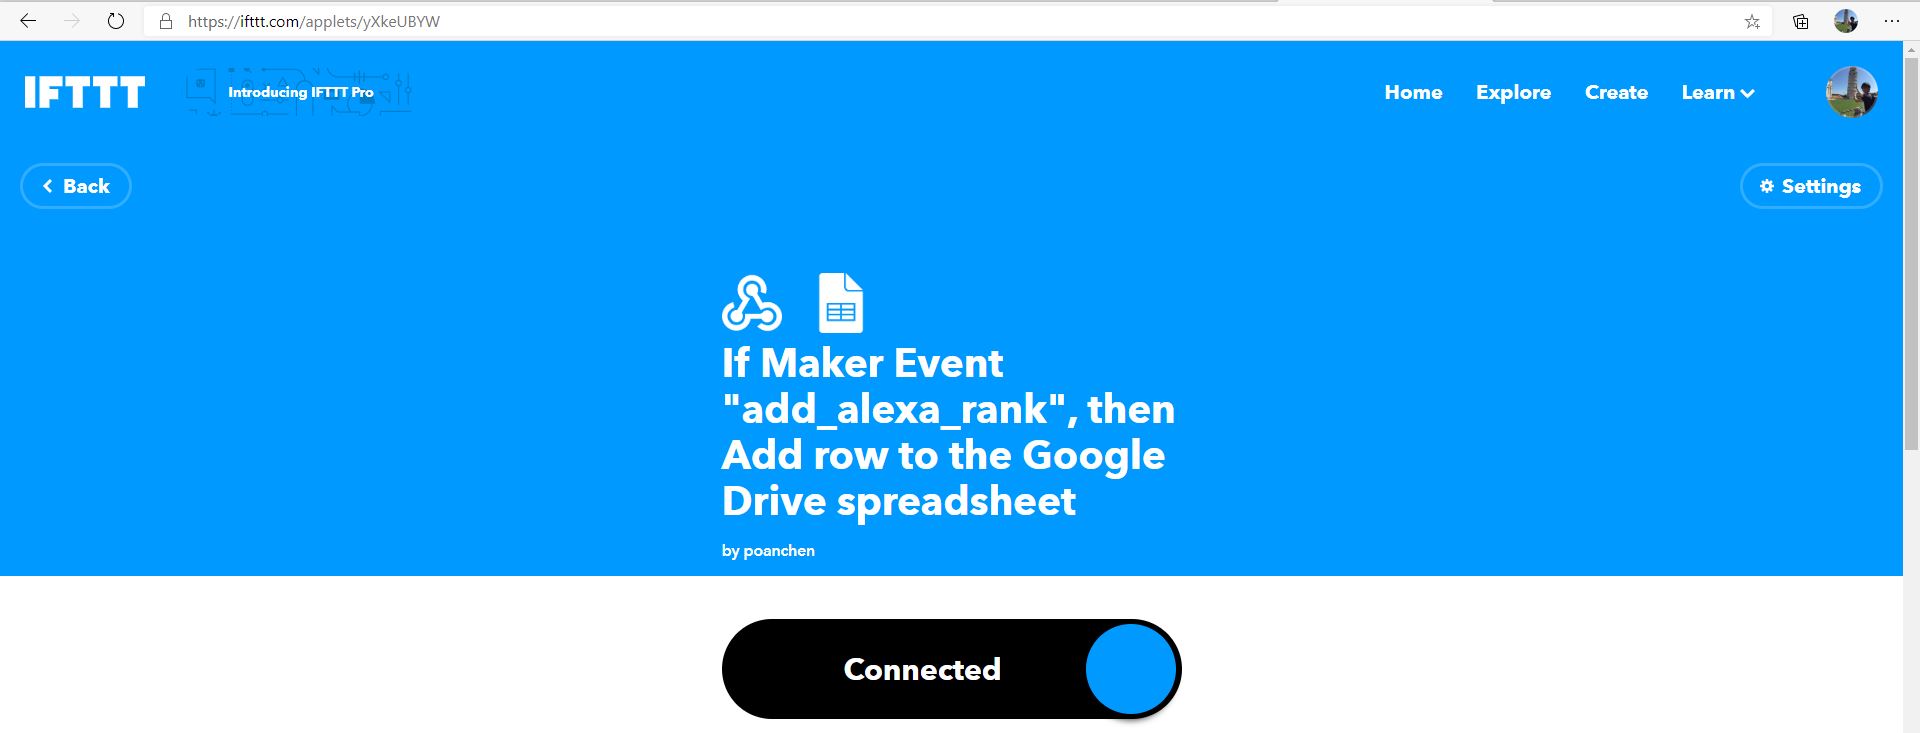 https://ifttt.com/applets/yXkeUBYW
IFTTT
Introducing IFTTT Pro
Home
Explore
Create
Learn
Back
Settings
If Maker Event
"add_alexa_rank", then
Add row to the Google
Drive spreadsheet
by poanchen
Connected